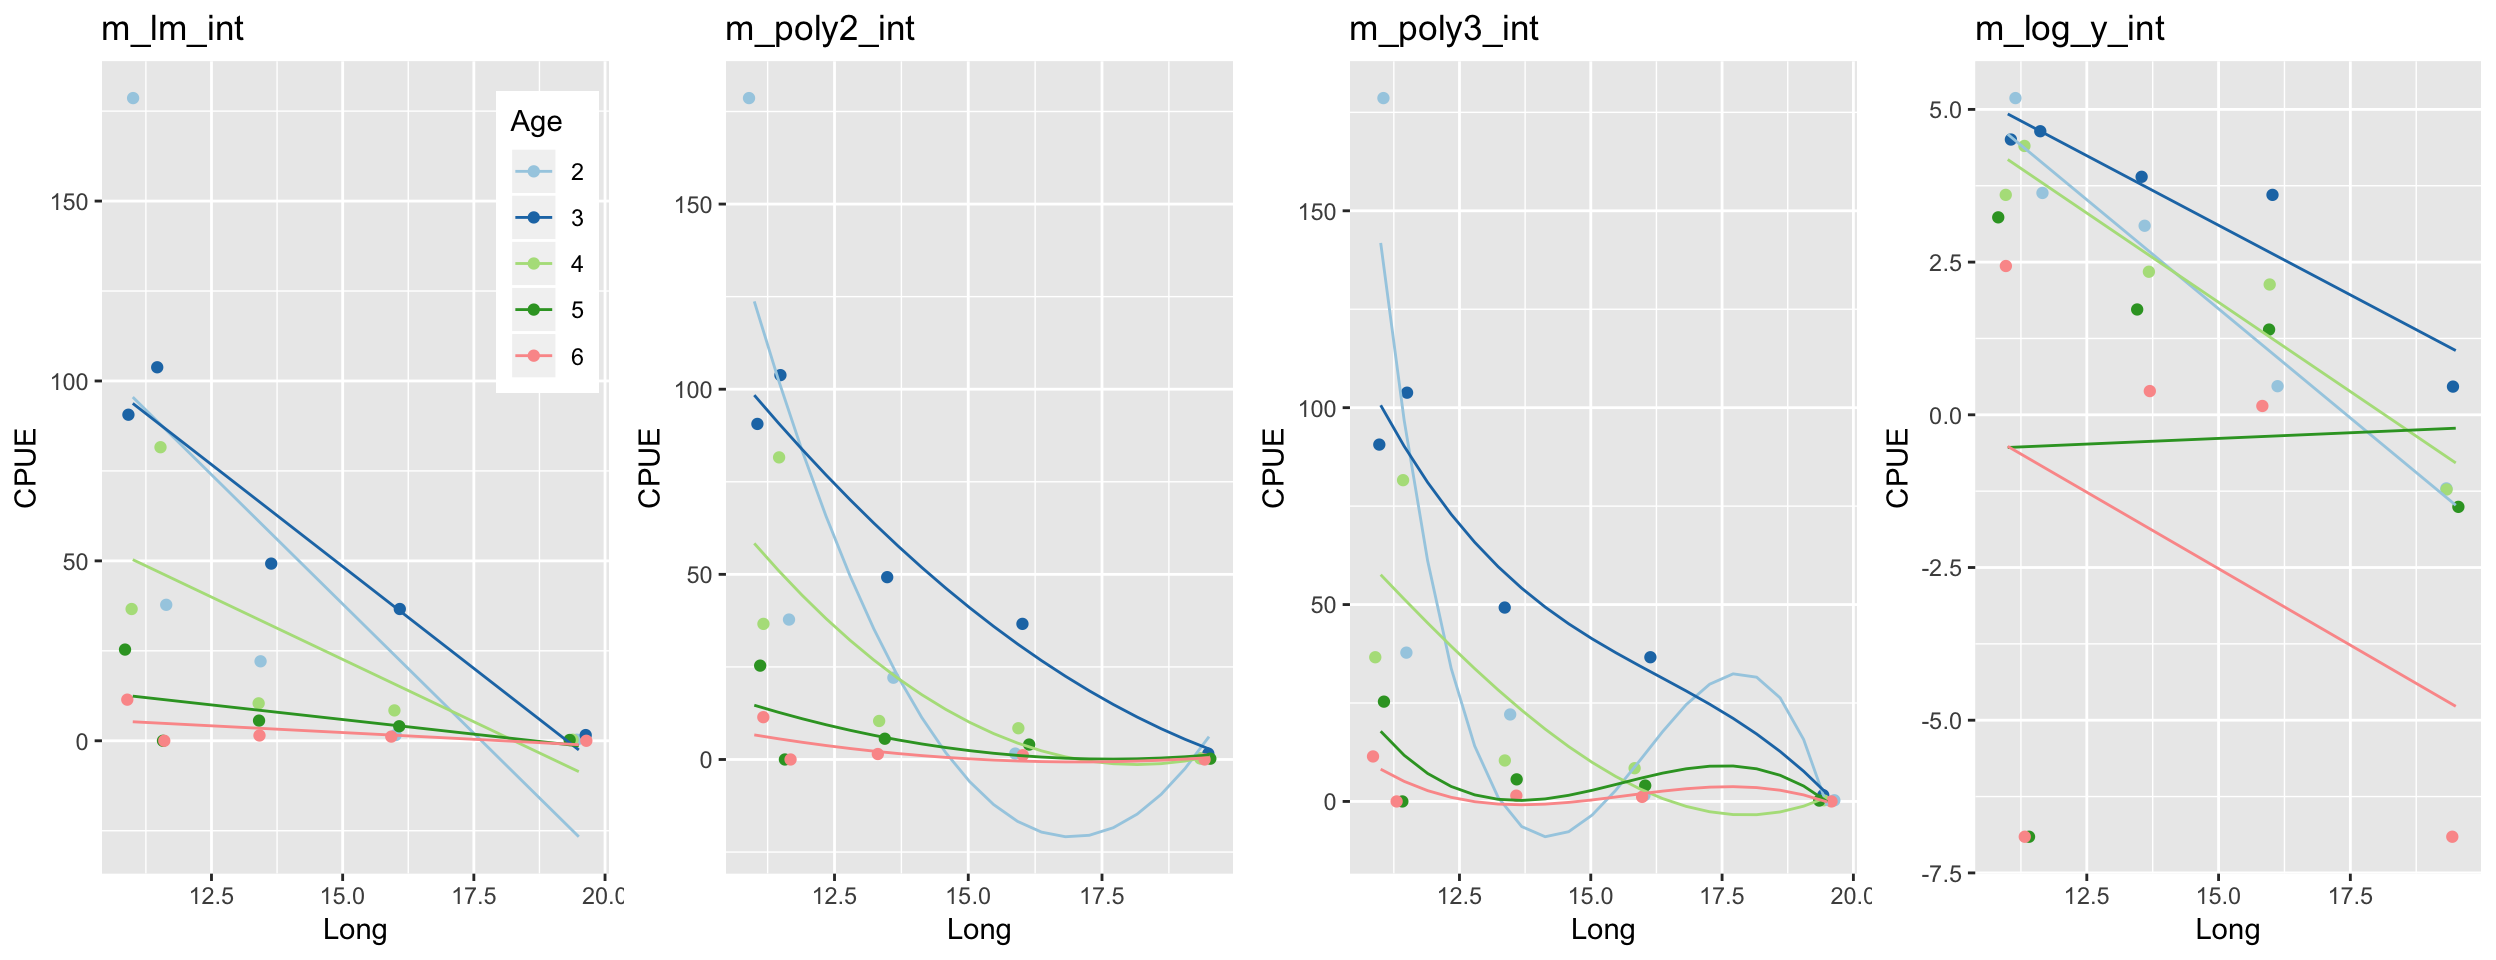 m_lm_int
m_poly2_int
m_poly3_int
m_log_y_int
CPUE
150
100
50
0
Age
2
3
4
5
6
12.5
15.0
17.5
20.0
Long
CPUE
150
100
50
0
12.5
15.0
17.5
Long
CPUE
150
100
50
0
12.5
15.0
17.5
20.0
Long
CPUE
5.0
2.5
0.0
-2.5
-5.0
-7.5
12.5
15.0
17.5
Long